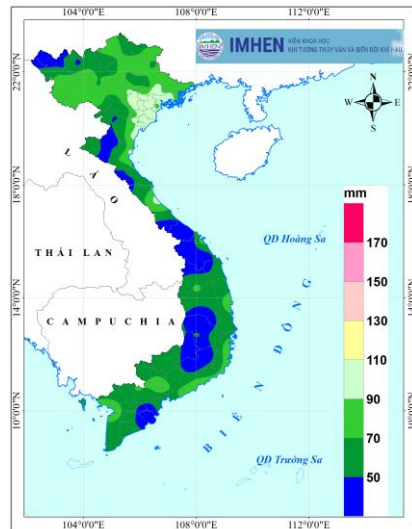 104°0'0"E 108°0'0"E 112°0'0"E
IMHEN
VIỆN KHOA HỌC
KHÍ TƯỢNG THỦY VĂN VÀ BIẾN ĐỔI KHÍ HẬU
22°0'0"N
N
W E
S
LÀO
18°0'0"N
mm
QĐ Hoàng Sa
THÁI LAN
170
150
14°0'0"N
CAMPUCHIA
130
110
90
10°0'0"N
70
BIỂN ĐÔNG
QĐ Trường Sa
50
104°0'0"E 108°0'0"E 112°0'0"E